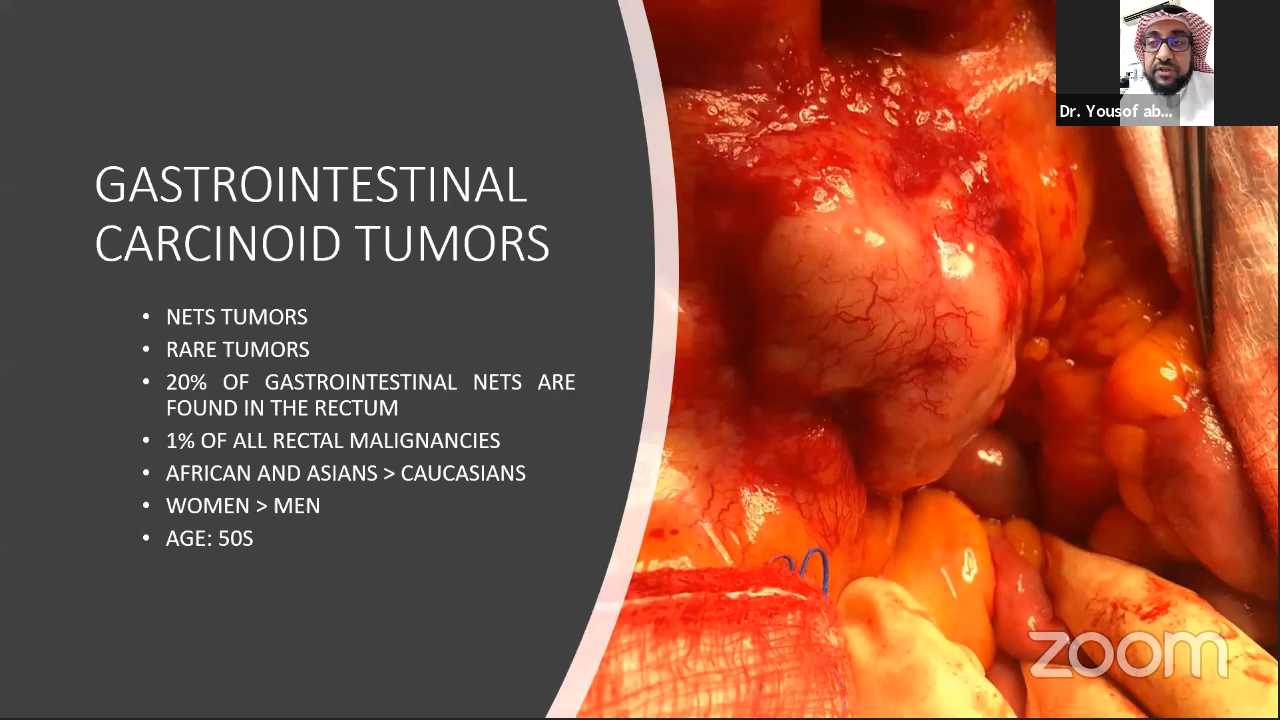 GASTROINTESTINAL
CARCINOID TUMORS
• NETS TUMORS
• RARE TUMORS
• 20% OF GASTROINTESTINAL NETS ARE
FOUND IN THE RECTUM
• 1% OF ALL RECTAL MALIGNANCIES
• AFRICAN AND ASIANS > CAUCASIANS
• WOMEN > MEN
• AGE: 50S
Dr. Yousof ab...
zoom